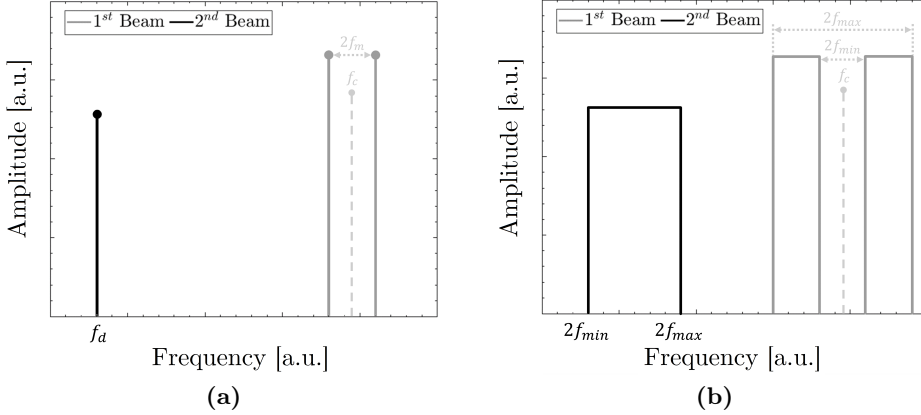 1st Beam 2nd Beam
2fm
fc
Amplitude [a.u.]
fd
Frequency [a.u.]
(a)
1st Beam 2nd Beam
2fmax
2fmin
fc
Amplitude [a.u.]
2fmin 2fmax
Frequency [a.u.]
(b)